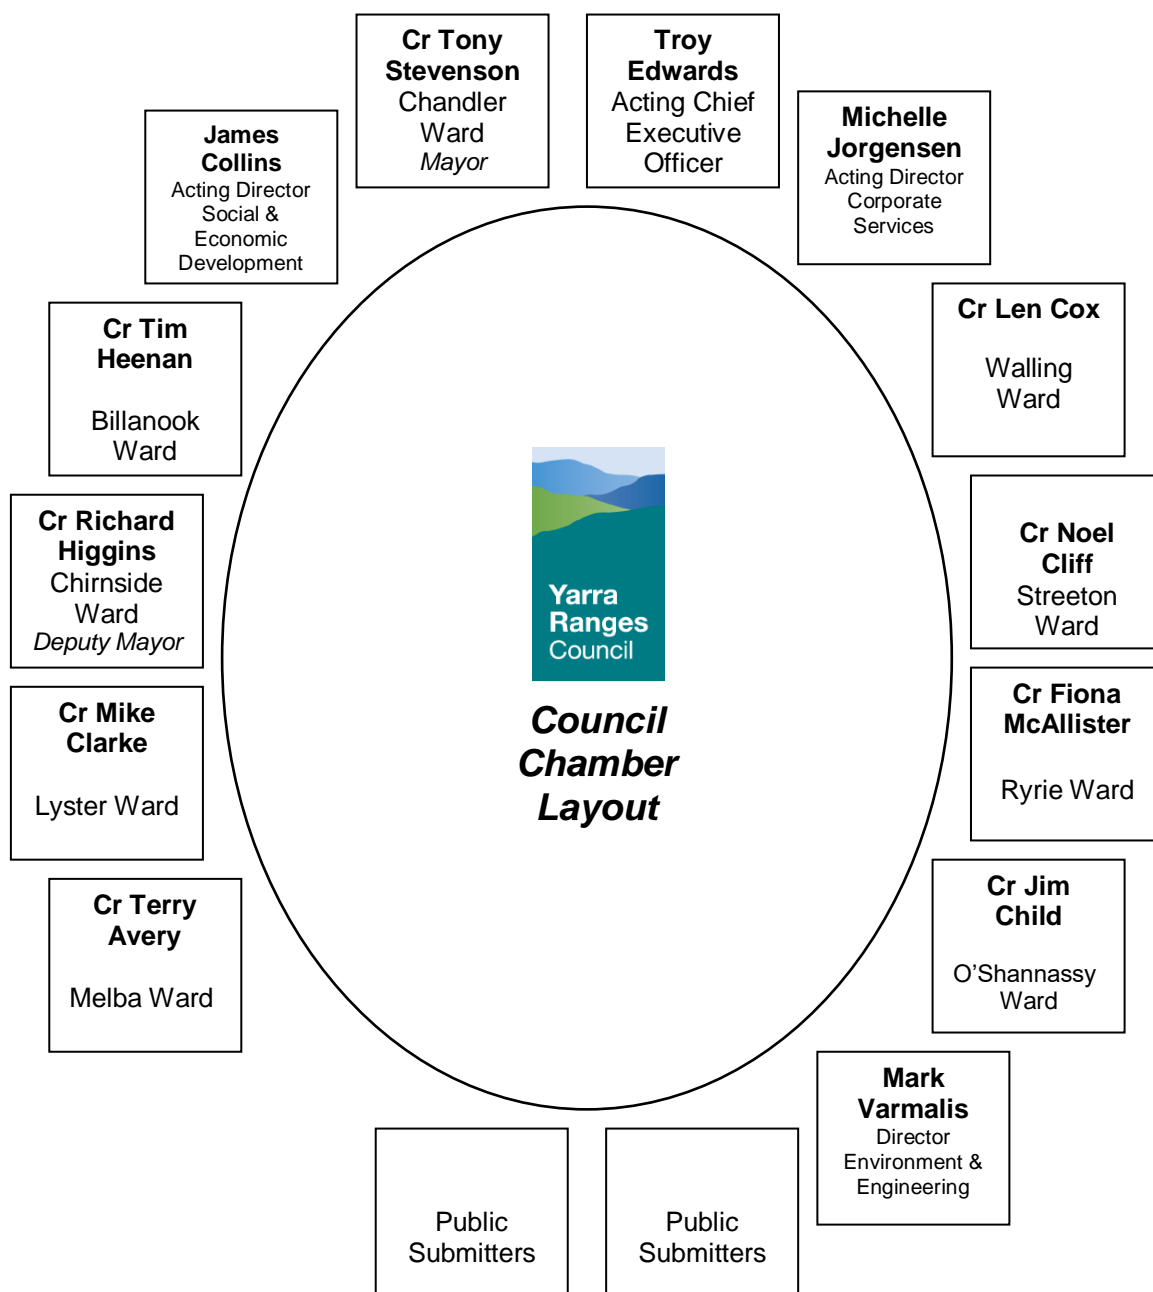 Cr Tony
Stevenson
Chandler
Ward
Mayor
Troy
Edwards
Acting Chief
Executive
Officer
James
Collins
Acting Director
Social &
Economic
Development
Michelle
Jorgensen
Acting Director
Corporate
Services
Cr Tim
Heenan
Billanook
Ward
Cr Len Cox
Walling
Ward
Cr Richard
Higgins
Chirnside
Ward
Deputy Mayor
Cr Noel
Cliff
Streeton
Ward
Yarra
Ranges
Council
Council
Chamber
Layout
Cr Mike
Clarke
Lyster Ward
Cr Fiona
McAllister
Ryrie Ward
Cr Terry
Avery
Melba Ward
Cr Jim
Child
O'Shannassy
Ward
Mark
Varmalis
Director
Environment &
Engineering
Public
Submitters
Public
Submitters